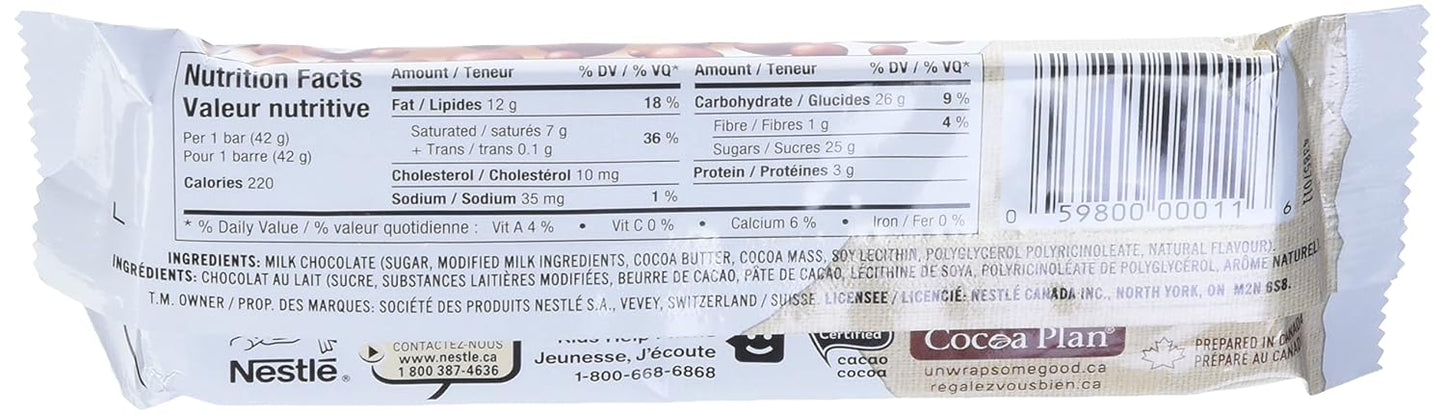 Nutrition Facts
Valeur nutritive
Per 1 bar (42 g)
Pour 1 barre (42 g)
Calories 220
Amount / Teneur % DV / % VQ*
Fat / Lipides 12 g 18 %
Saturated / saturés 7 g
+ Trans / trans 0.1 g 36 %
Cholesterol / Cholestérol 10 mg
Sodium / Sodium 35 mg 1 %
Amount / Teneur % DV / % VQ*
Carbohydrate / Glucides 26 g 9 %
Fibre / Fibres 1 g 4 %
Sugars / Sucres 25 g
Protein / Protéines 3 g
* % Daily Value / % valeur quotidienne : Vit A 4 % • Vit C 0 % • Calcium 6 % • Iron / Fer 0 %
0 59800 00011 6
INGREDIENTS: MILK CHOCOLATE (SUGAR, MODIFIED MILK INGREDIENTS, COCOA BUTTER, COCOA MASS, SOY LECITHIN, POLYGLYCEROL POLYRICINOLEATE, NATURAL FLAVOUR).
INGRÉDIENTS: CHOCOLAT AU LAIT (SUCRE, SUBSTANCES LAITIÈRES MODIFIÉES, BEURRE DE CACAO, PÂTE DE CACAO, LÉCITHINE DE SOYA, POLYRICINOLÉATE DE POLYGLYCÉROL, ARÔME NATUREL
T.M. OWNER / PROP. DES MARQUES: SOCIÉTÉ DES PRODUITS NESTLÉ S.A., VEVEY, SWITZERLAND / SUISSE. LICENSEE / LICENCIÉ: NESTLÉ CANADA INC., NORTH YORK, ON M2N 6S8.
Nestlé®
CONTACTEZ-NOUS
www.nestle.ca
1 800 387-4636
Kids Help
Jeunesse, J'écoute
1-800-668-6868
Certified
cacao
cocoa
Cocoa Plan®
unwrapsomegood.ca
regalezvousbien.ca
PREPARED IN CANADA
PRÉPARÉ AU CANADA